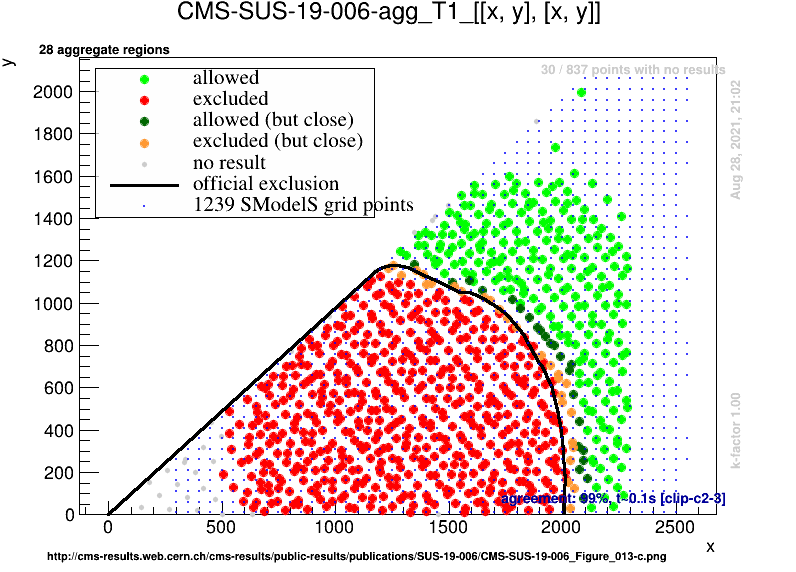 CMS-SUS-19-006-agg_T1_[[x, y], [x, y]]
28 aggregate regions
y
30 / 837 points with no results
allowed
excluded
allowed (but close)
excluded (but close)
no result
official exclusion
1239 SModelS grid points
Aug 28, 2021, 21:02
k-factor 1.00
2000
1800
1600
1400
1200
1000
800
600
400
200
0
agreement: 99%, t~0.1s [clip-c2-3]
0
500
1000
1500
2000
2500
x
http://cms-results.web.cern.ch/cms-results/public-results/publications/SUS-19-006/CMS-SUS-19-006_Figure_013-c.png